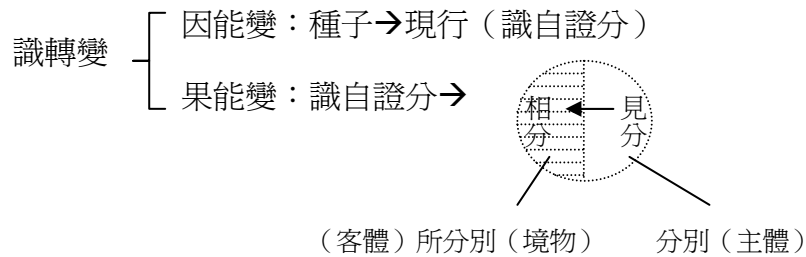 識轉變
因能變：種子→現行（識自證分）
果能變：識自證分→
相分 ← 見分
（客體）所分別（境物） 分別（主體）